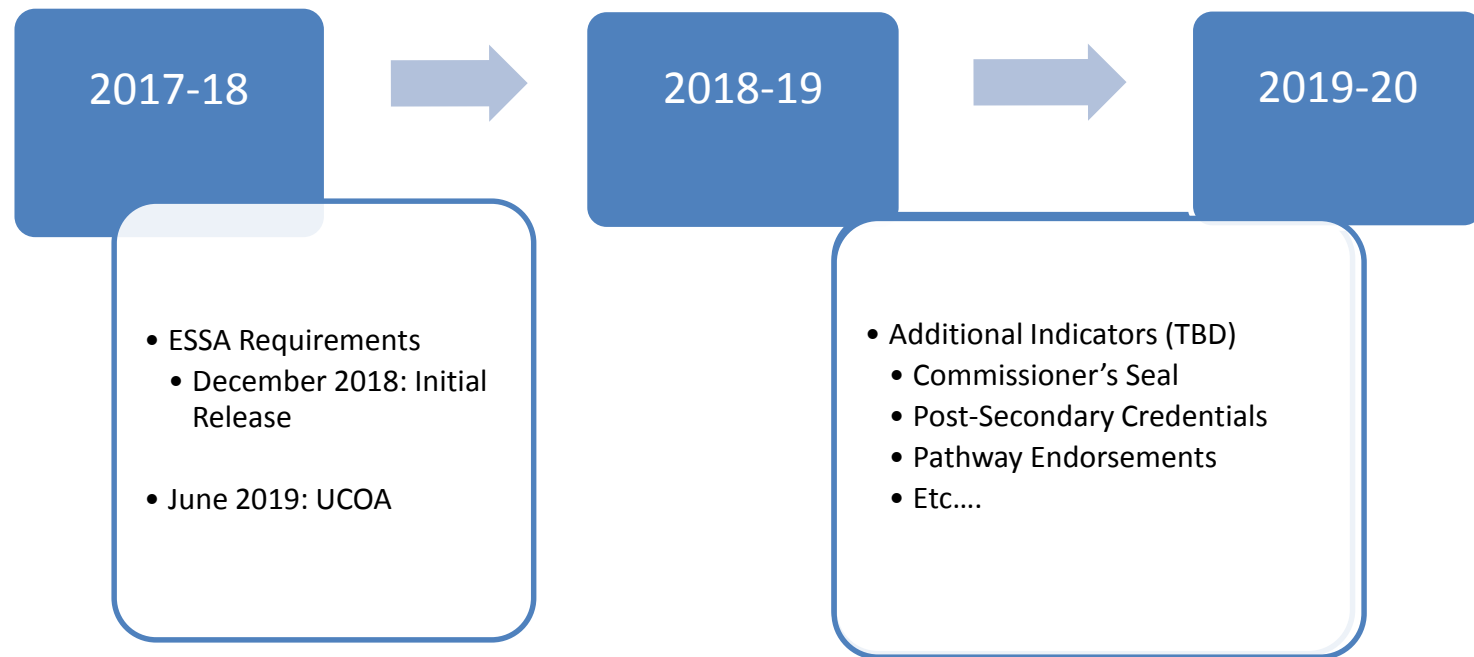 2017-18
2018-19
2019-20
• ESSA Requirements
• December 2018: Initial
Release
• June 2019: UCOA
• Additional Indicators (TBD)
• Commissioner’s Seal
• Post-Secondary Credentials
• Pathway Endorsements
• Etc….